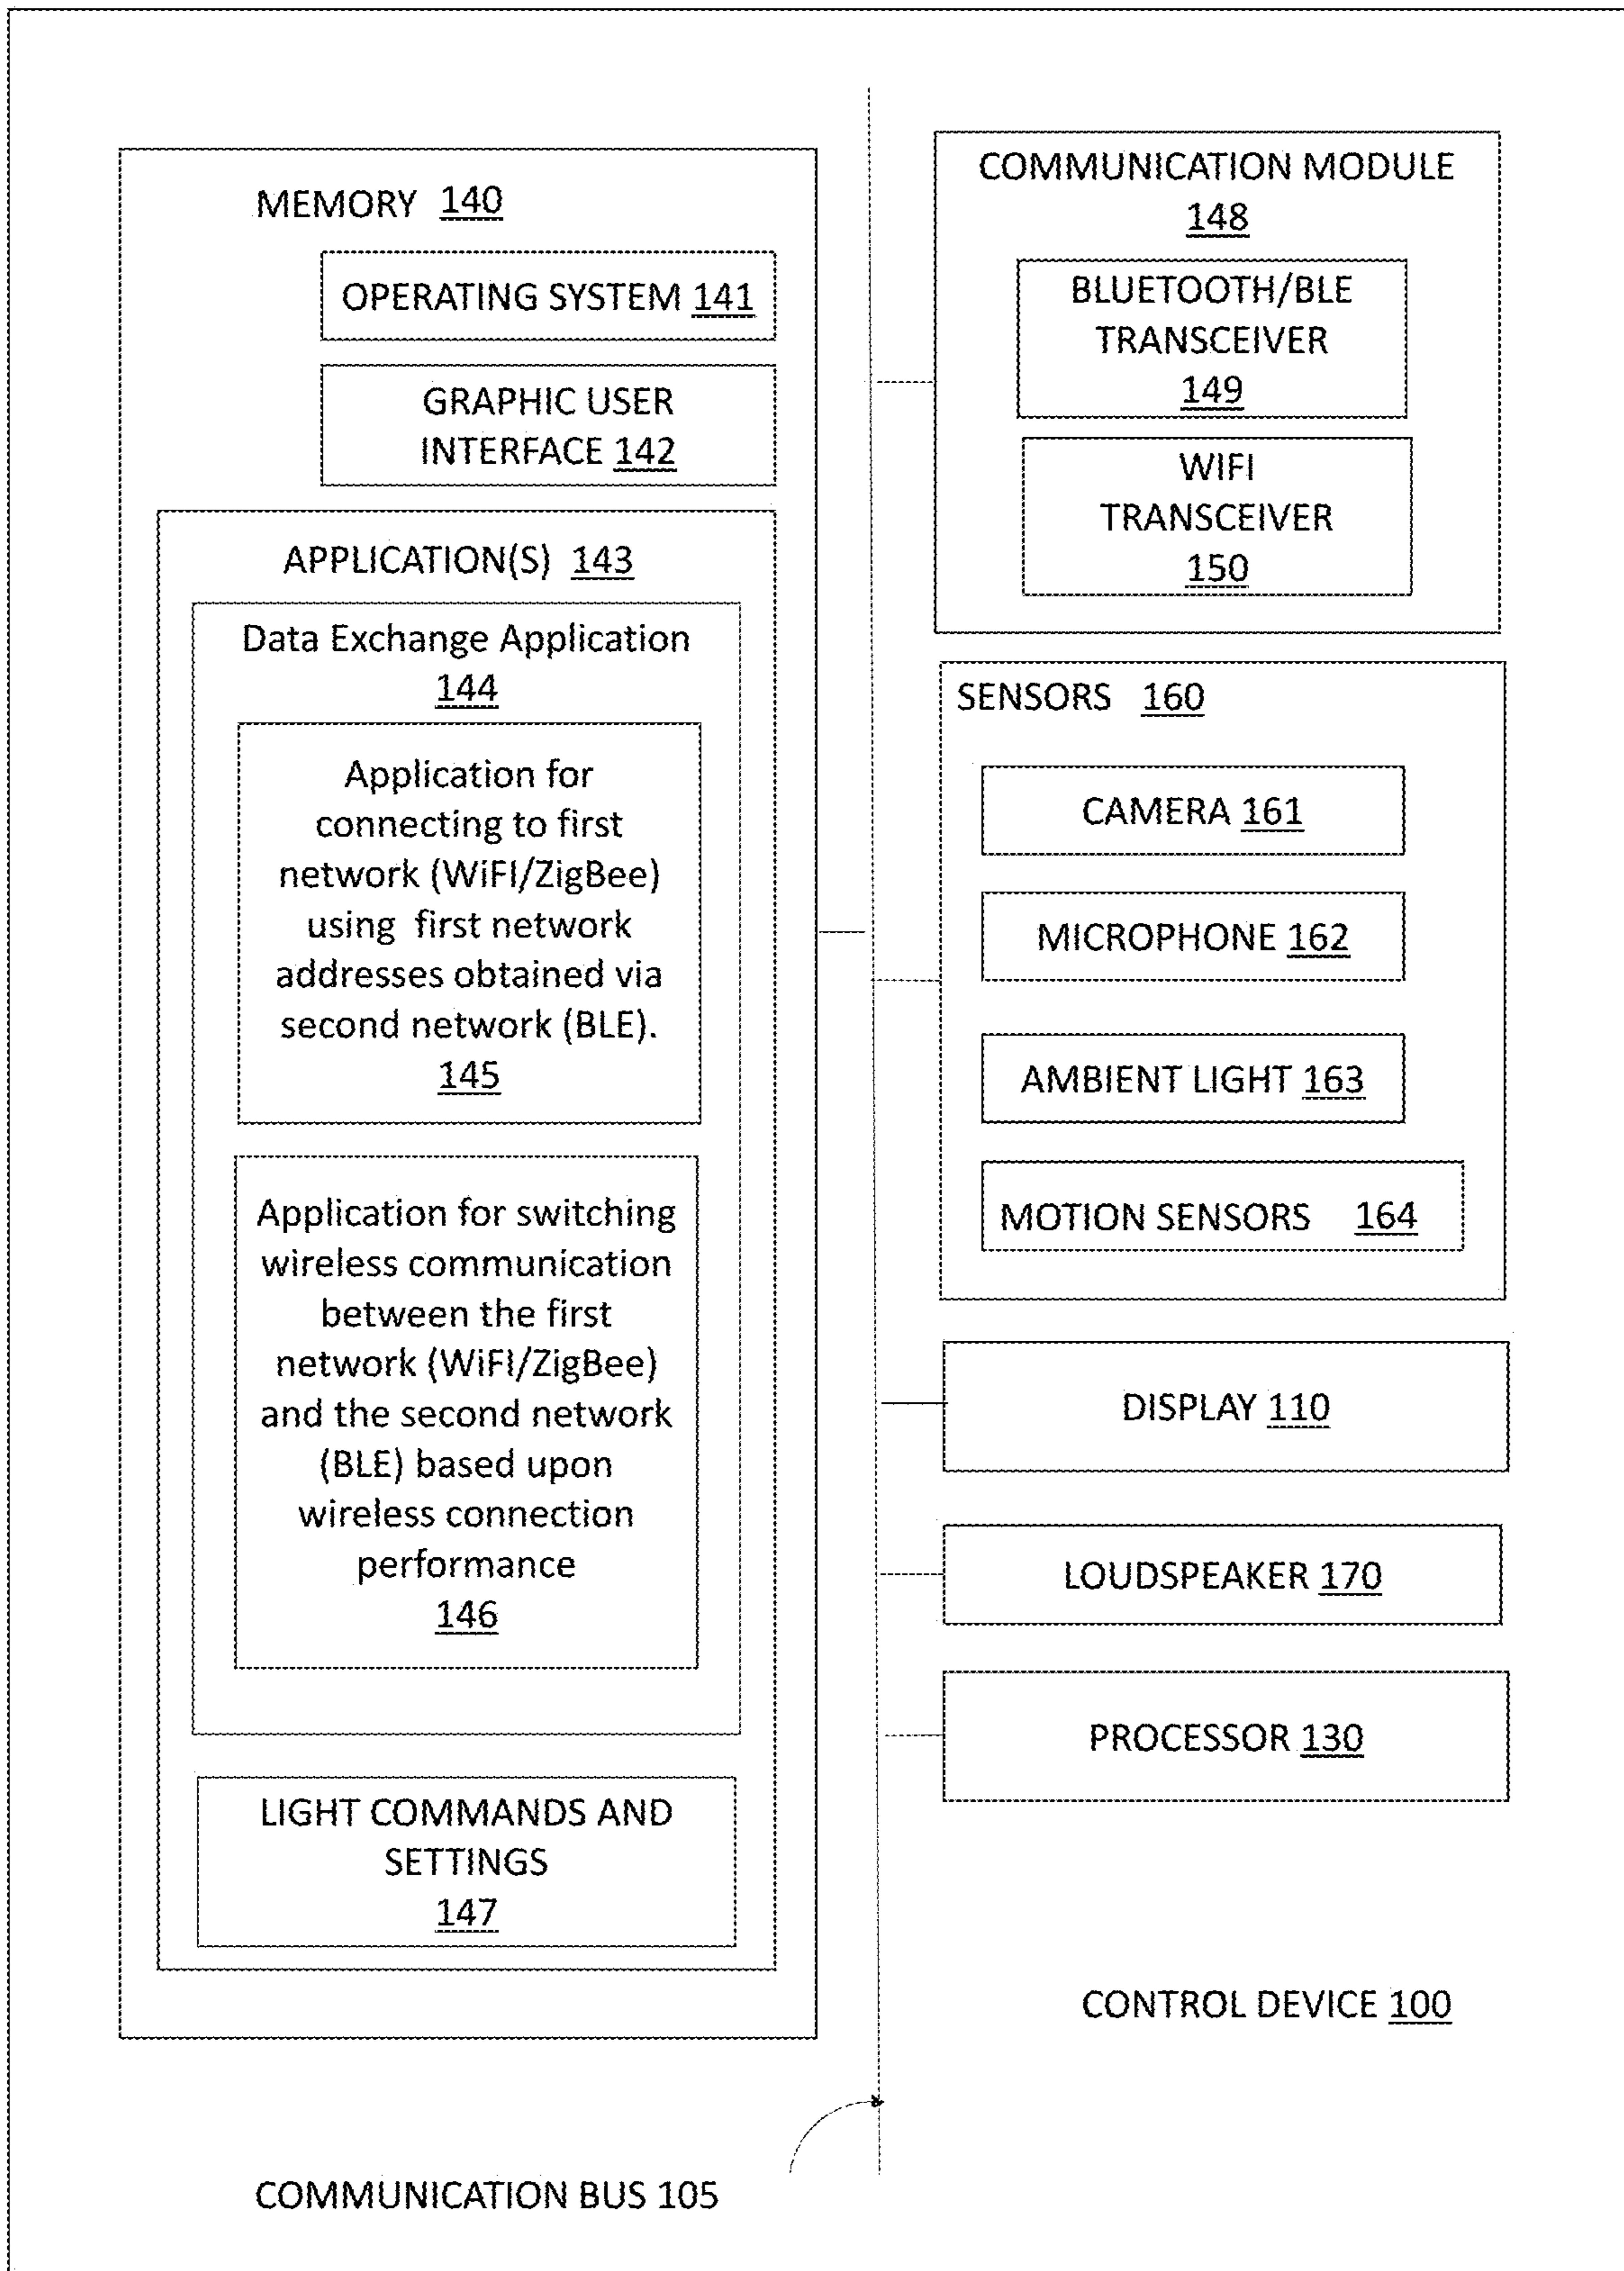 MEMORY 140
OPERATING SYSTEM 141
GRAPHIC USER
INTERFACE 142
APPLICATION(S) 143
Data Exchange Application
144
Application for
connecting to first
network (WiFI/ZigBee)
using first network
addresses obtained via
second network (BLE).
145
Application for switching
wireless communication
between the first
network (WiFI/ZigBee)
and the second network
(BLE) based upon
wireless connection
performance
146
LIGHT COMMANDS AND
SETTINGS
147
COMMUNICATION MODULE
148
BLUETOOTH/BLE
TRANSCEIVER
149
WIFI
TRANSCEIVER
150
SENSORS 160
CAMERA 161
MICROPHONE 162
AMBIENT LIGHT 163
MOTION SENSORS 164
DISPLAY 110
LOUDSPEAKER 170
PROCESSOR 130
CONTROL DEVICE 100
COMMUNICATION BUS 105